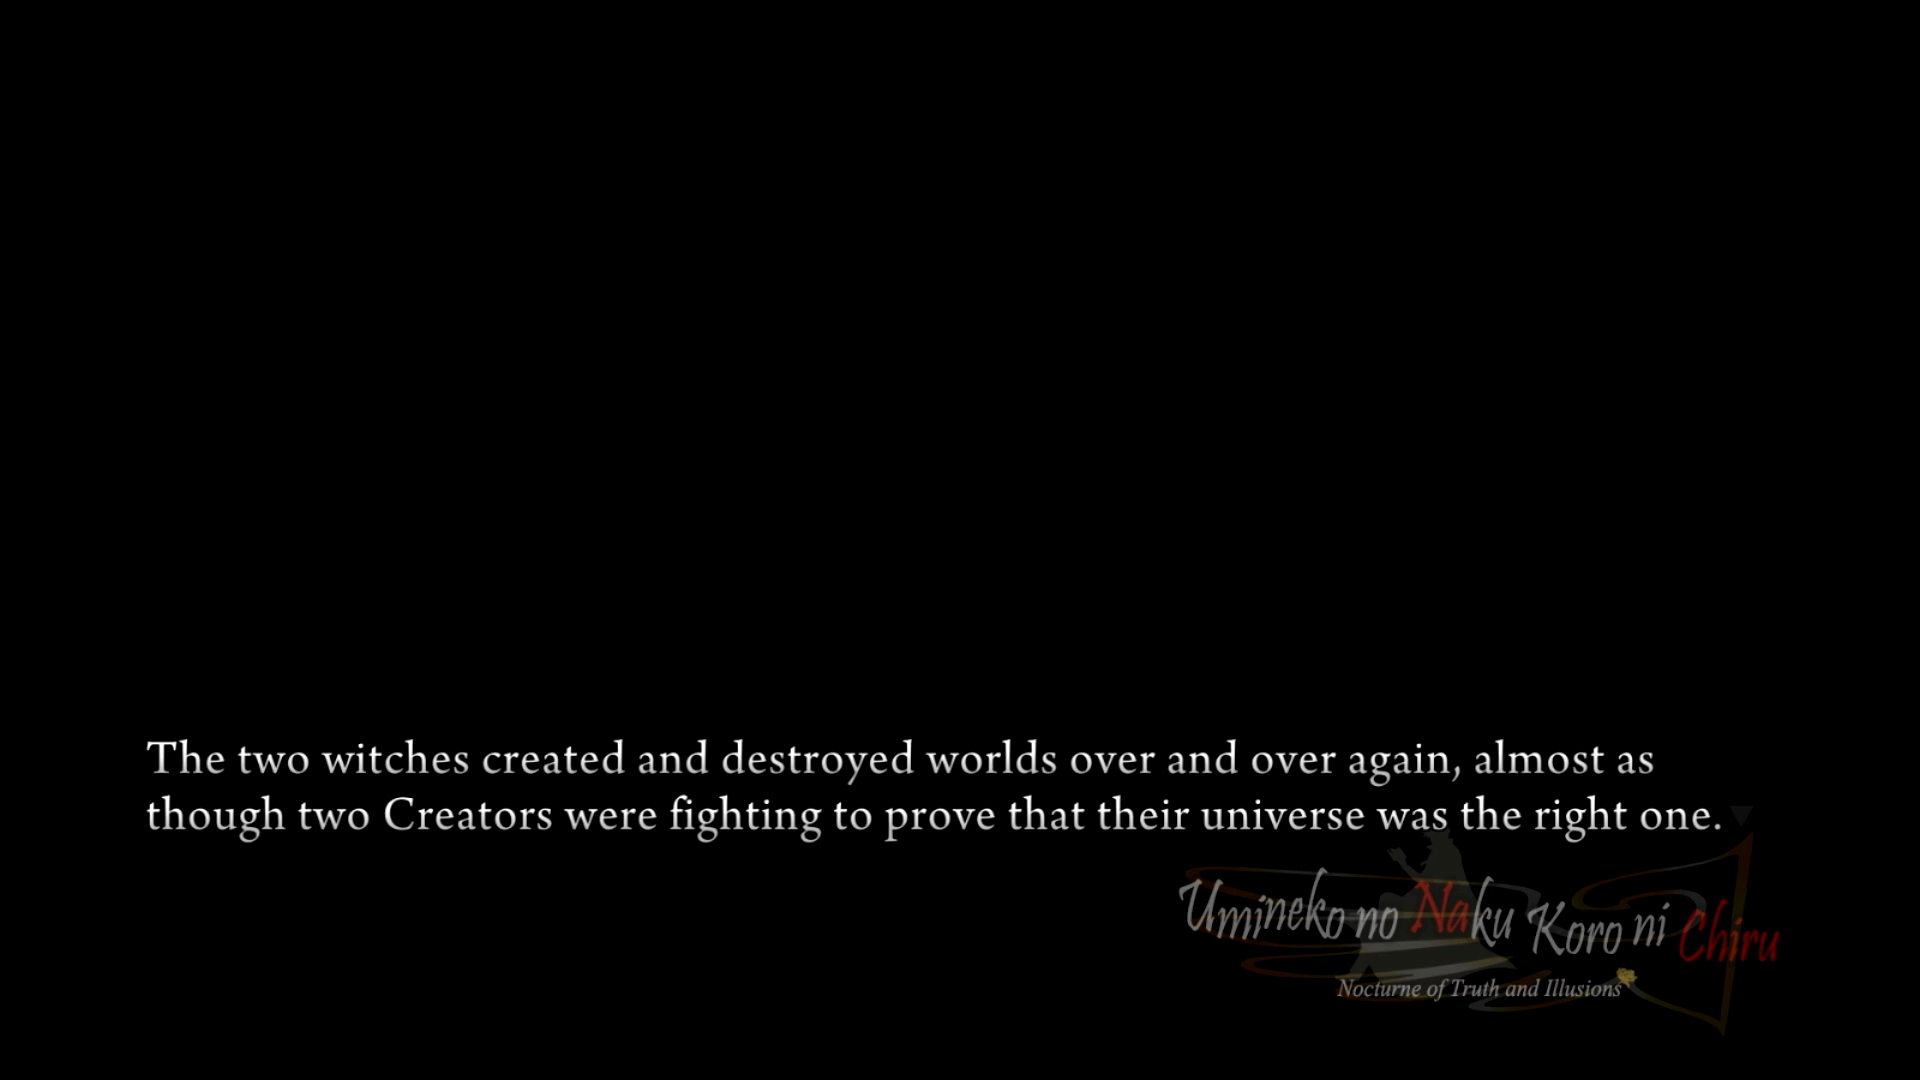 The two witches created and destroyed worlds over and over again, almost as
though two Creators were fighting to prove that their universe was the right one.
Umineko no Naku Koro ni Chiru
Nocturne of Truth and Illusions